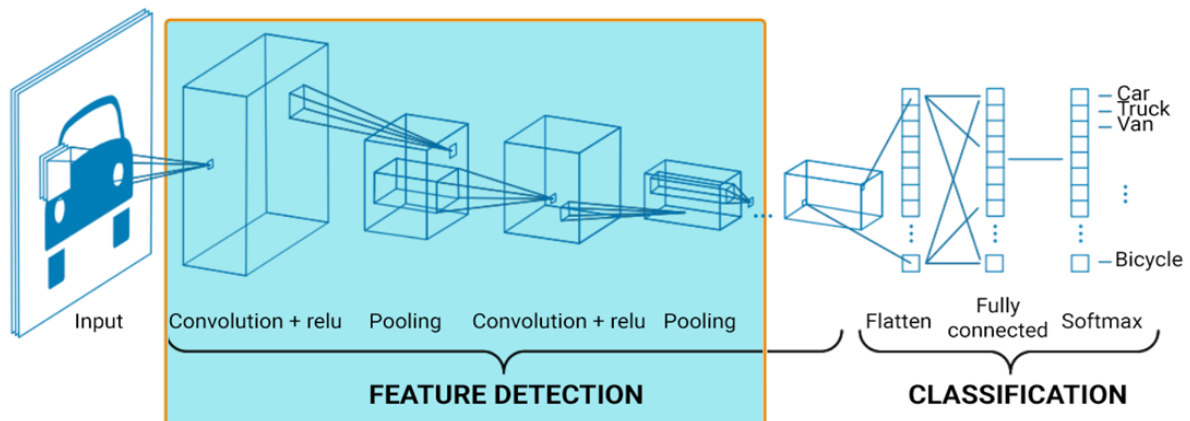 Car
Truck
Van
Bicycle
Input
Convolution + relu
Pooling
Convolution + relu
Pooling
Flatten
Fully
connected
Softmax
FEATURE DETECTION
CLASSIFICATION